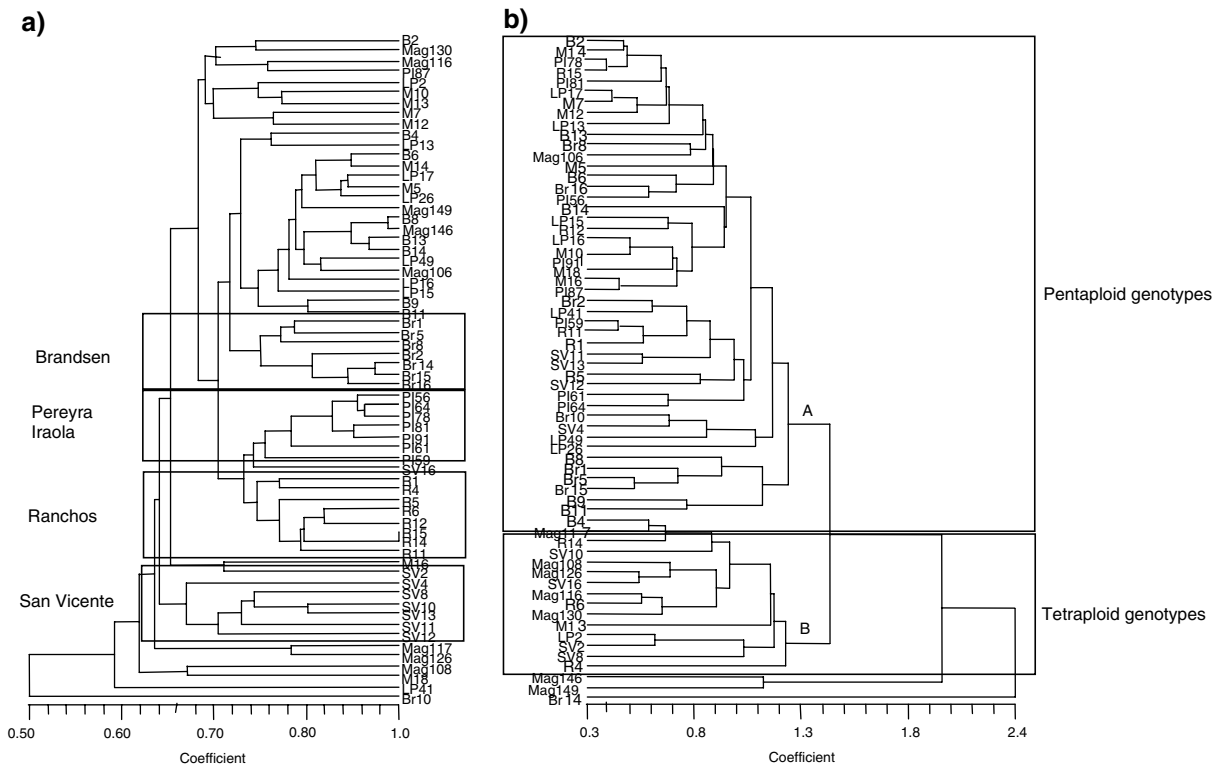 a)
B2
Mag130
Mag116
PI87
LP2
M10
M13
M7
M12
B4
LP13
B6
M14
LP17
M5
LP26
Mag149
B8
Mag146
B13
B14
LP49
Mag106
LP16
LP15
B9
B11
Br1
Br5
Br8
Br2
Br14
Br15
Br16
PI56
PI64
PI78
PI81
PI91
PI61
PI59
SV16
R1
R4
R5
R6
R12
R15
R14
R11
M16
SV2
SV4
SV8
SV10
SV13
SV11
SV12
Mag117
Mag126
Mag108
M18
LP41
Br10
Brandsen
Pereyra
Iraola
Ranchos
San Vicente
0.50 0.60 0.70 0.80 1.0
Coefficient
b)
B2
M14
PI78
R15
PI81
LP17
M7
M12
LP13
B13
Br8
Mag106
M5
B6
Br16
PI56
B14
LP15
R12
LP16
M10
PI91
M18
M16
PI87
Br2
LP41
PI59
R11
R1
SV11
SV13
R5
SV12
PI61
PI64
Br10
SV4
LP49
LP26
B8
Br1
Br5
Br15
B9
B11
B4
Mag11 7
R14
SV10
Mag108
Mag126
SV16
Mag116
R6
Mag130
M13
LP2
SV2
SV8
R4
Mag146
Mag149
Br 14
A
B
Pentaploid genotypes
Tetraploid genotypes
0.3 0.8 1.3 1.8 2.4
Coefficient